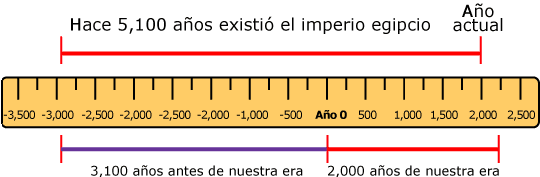 Hace 5,100 años existió el imperio egipcio
Año
actual
-3,500 -3,000 -2,500 -2,500 -2,000 -2,000 -1,000 -500 Año 0 500 1,000 1,500 2,000 2,500
3,100 años antes de nuestra era 2,000 años de nuestra era